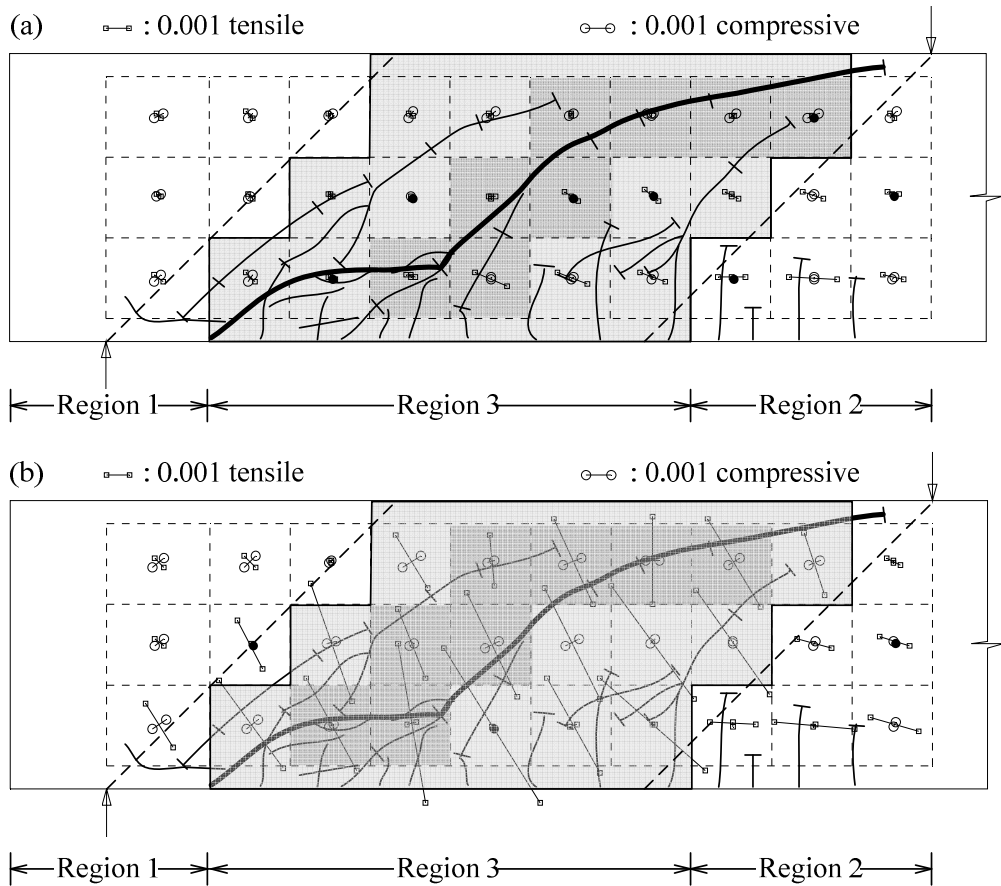 (a) : 0.001 tensile : 0.001 compressive
Region 1 Region 3 Region 2
(b) : 0.001 tensile : 0.001 compressive
Region 1 Region 3 Region 2